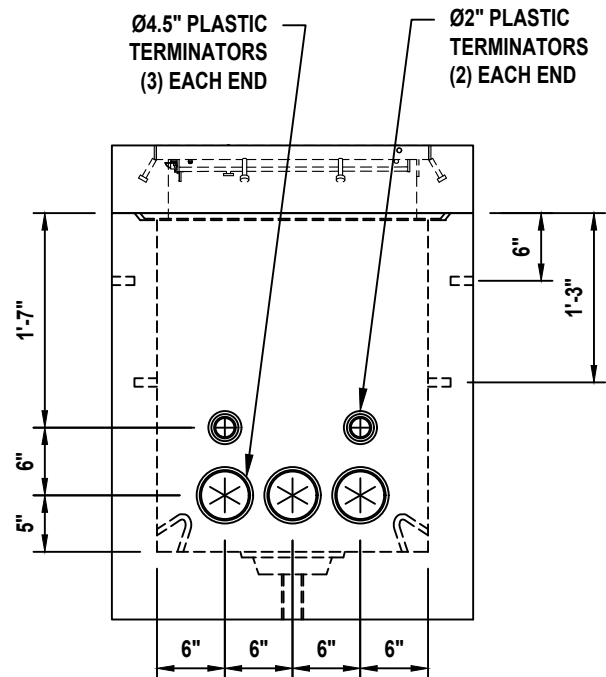 Ø4.5" PLASTIC
TERMINATORS
(3) EACH END
Ø2" PLASTIC
TERMINATORS
(2) EACH END
1'-7"
6"
5"
6"
1'-3"
6"
6"
6"
6"